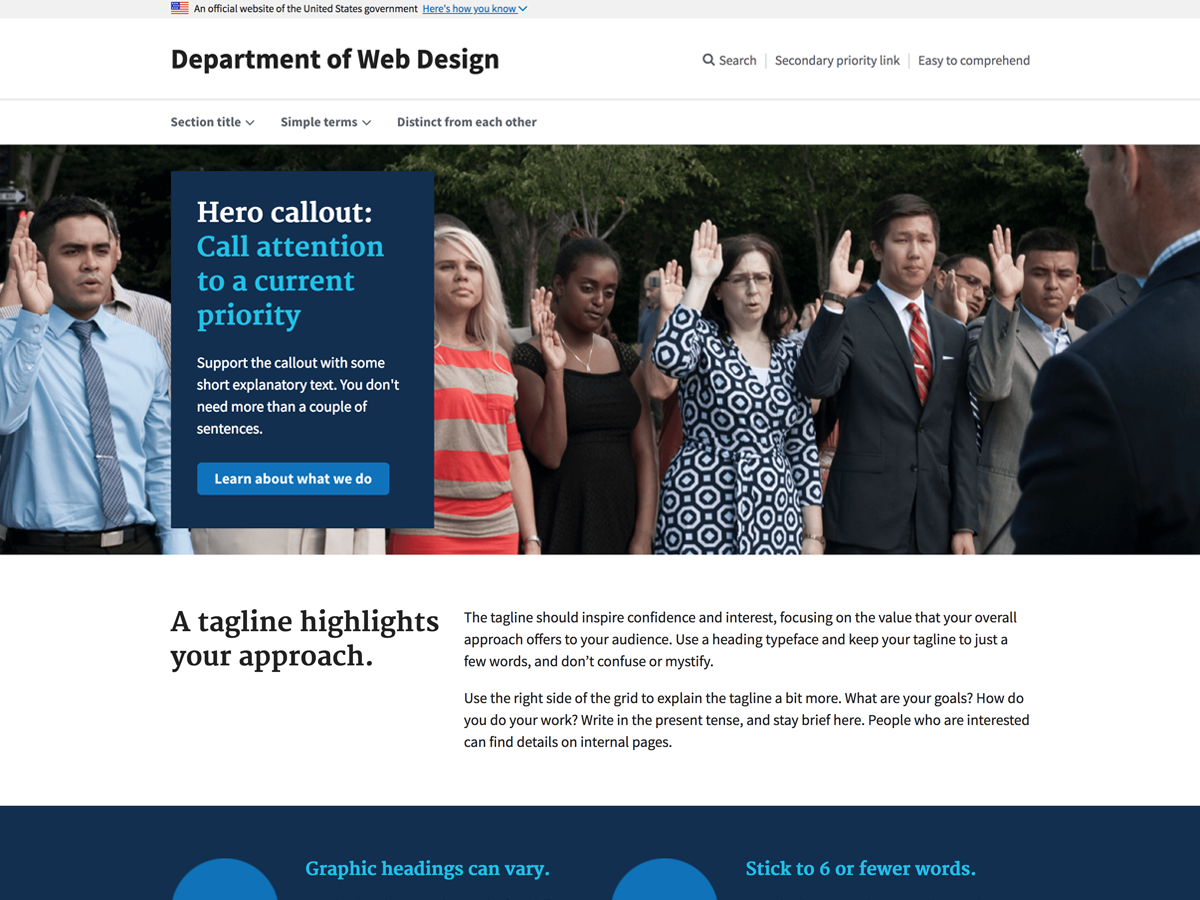 An official website of the United States government Here's how you know
Department of Web Design
Search
Secondary priority link
Easy to comprehend
Section title
Simple terms
Distinct from each other
Hero callout:
Call attention
to a current
priority
Support the callout with some
short explanatory text. You don't
need more than a couple of
sentences.
Learn about what we do
A tagline highlights
your approach.
The tagline should inspire confidence and interest, focusing on the value that your overall
approach offers to your audience. Use a heading typeface and keep your tagline to just a
few words, and don’t confuse or mystify.
Use the right side of the grid to explain the tagline a bit more. What are your goals? How do
you do your work? Write in the present tense, and stay brief here. People who are interested
can find details on internal pages.
Graphic headings can vary.
Stick to 6 or fewer words.